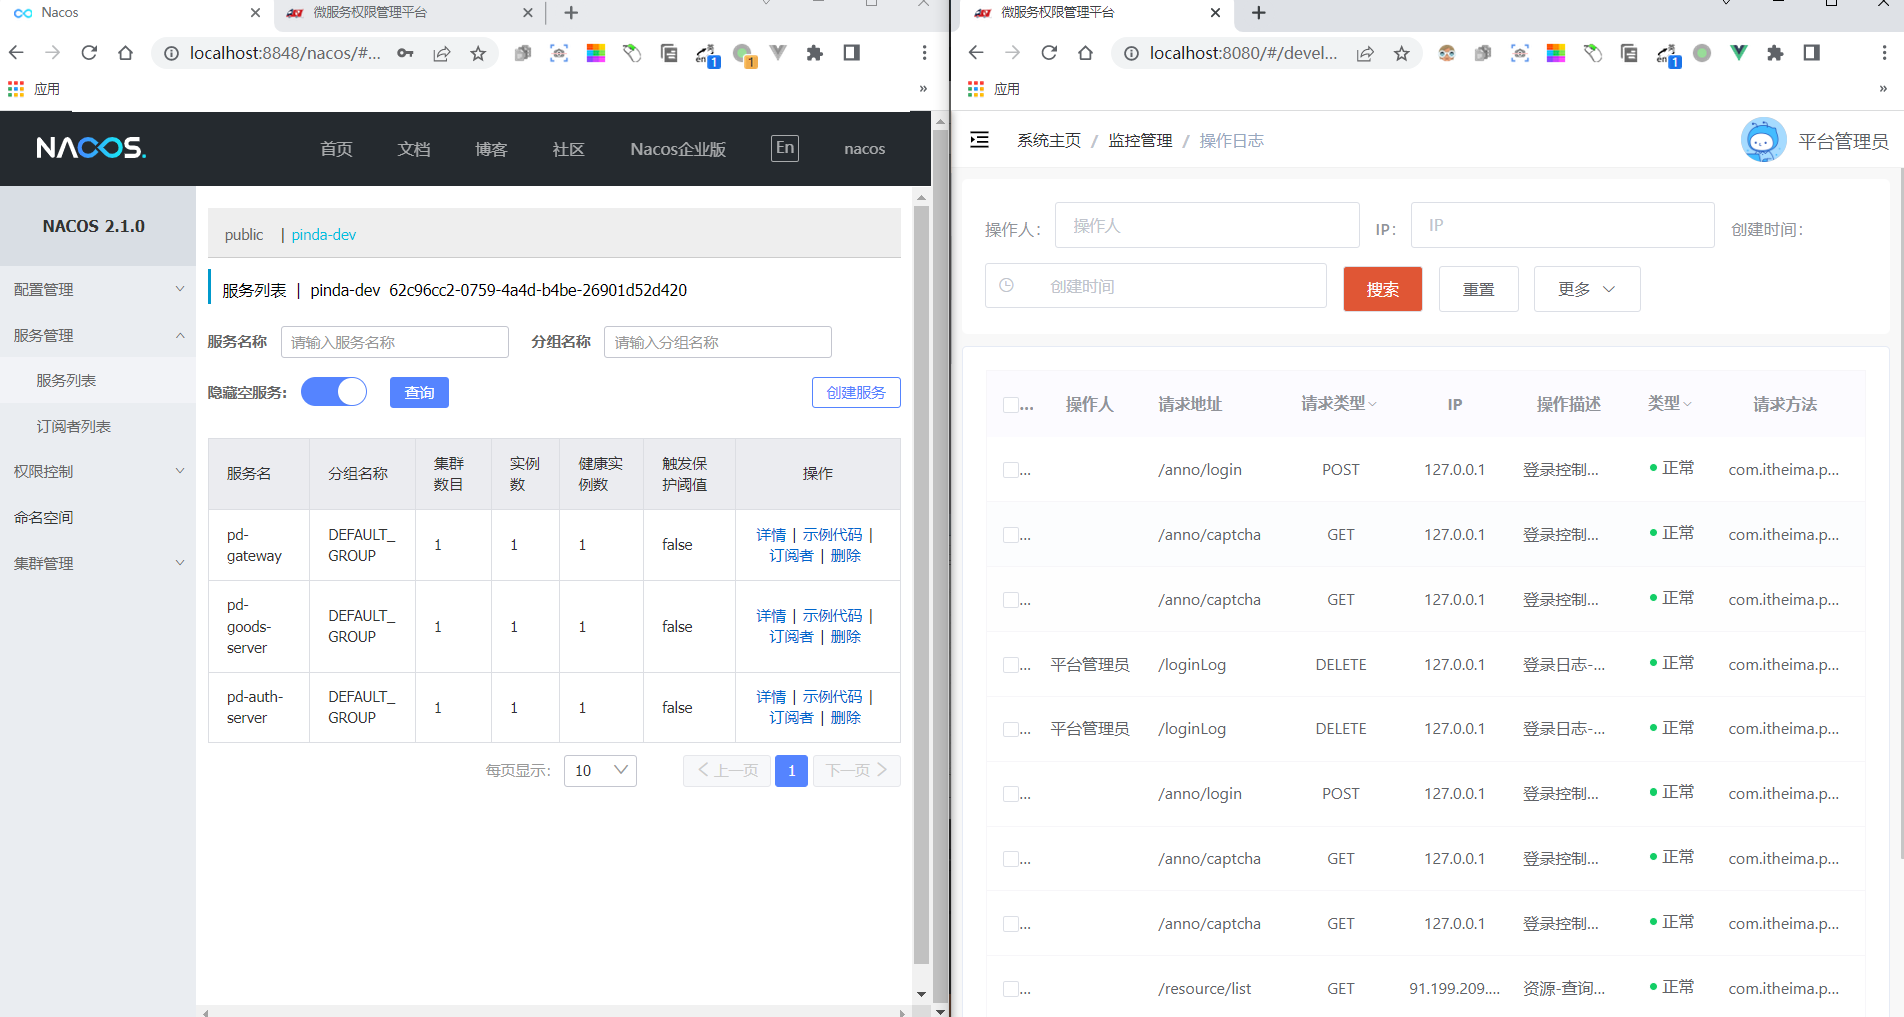 Nacos
微服务权限管理平台
localhost:8848/nacos/#...
en 1
1
应用
»
NACOS.
首页 文档 博客 社区 Nacos企业版 En nacos
NACOS 2.1.0
配置管理
服务管理
服务列表
订阅者列表
权限控制
命名空间
集群管理
public | pinda-dev
服务列表 | pinda-dev 62c96cc2-0759-4a4d-b4be-26901d52d420
服务名称 请输入服务名称 分组名称 请输入分组名称
隐藏空服务: 查询 创建服务
服务名 分组名称 集群数目 实例数 健康实例数 触发保护阈值 操作
pd-gateway DEFAULT_GROUP 1 1 1 false 详情 | 示例代码 | 订阅者 | 删除
pd-goods-server DEFAULT_GROUP 1 1 1 false 详情 | 示例代码 | 订阅者 | 删除
pd-auth-server DEFAULT_GROUP 1 1 1 false 详情 | 示例代码 | 订阅者 | 删除
每页显示: 10 上一页 1 下一页
微服务权限管理平台
localhost:8080/#/devel...
en 1
应用
»
系统主页 / 监控管理 / 操作日志
平台管理员
操作人: 操作人 IP: IP 创建时间:
创建时间 搜索 重置 更多
... 操作人 请求地址 请求类型 IP 操作描述 类型 请求方法
... /anno/login POST 127.0.0.1 登录控制... 正常 com.itheima.p...
... /anno/captcha GET 127.0.0.1 登录控制... 正常 com.itheima.p...
... /anno/captcha GET 127.0.0.1 登录控制... 正常 com.itheima.p...
... 平台管理员 /loginLog DELETE 127.0.0.1 登录日志-... 正常 com.itheima.p...
... 平台管理员 /loginLog DELETE 127.0.0.1 登录日志-... 正常 com.itheima.p...
... /anno/login POST 127.0.0.1 登录控制... 正常 com.itheima.p...
... /anno/captcha GET 127.0.0.1 登录控制... 正常 com.itheima.p...
... /anno/captcha GET 127.0.0.1 登录控制... 正常 com.itheima.p...
... /resource/list GET 91.199.209.... 资源-查询... 正常 com.itheima.p...